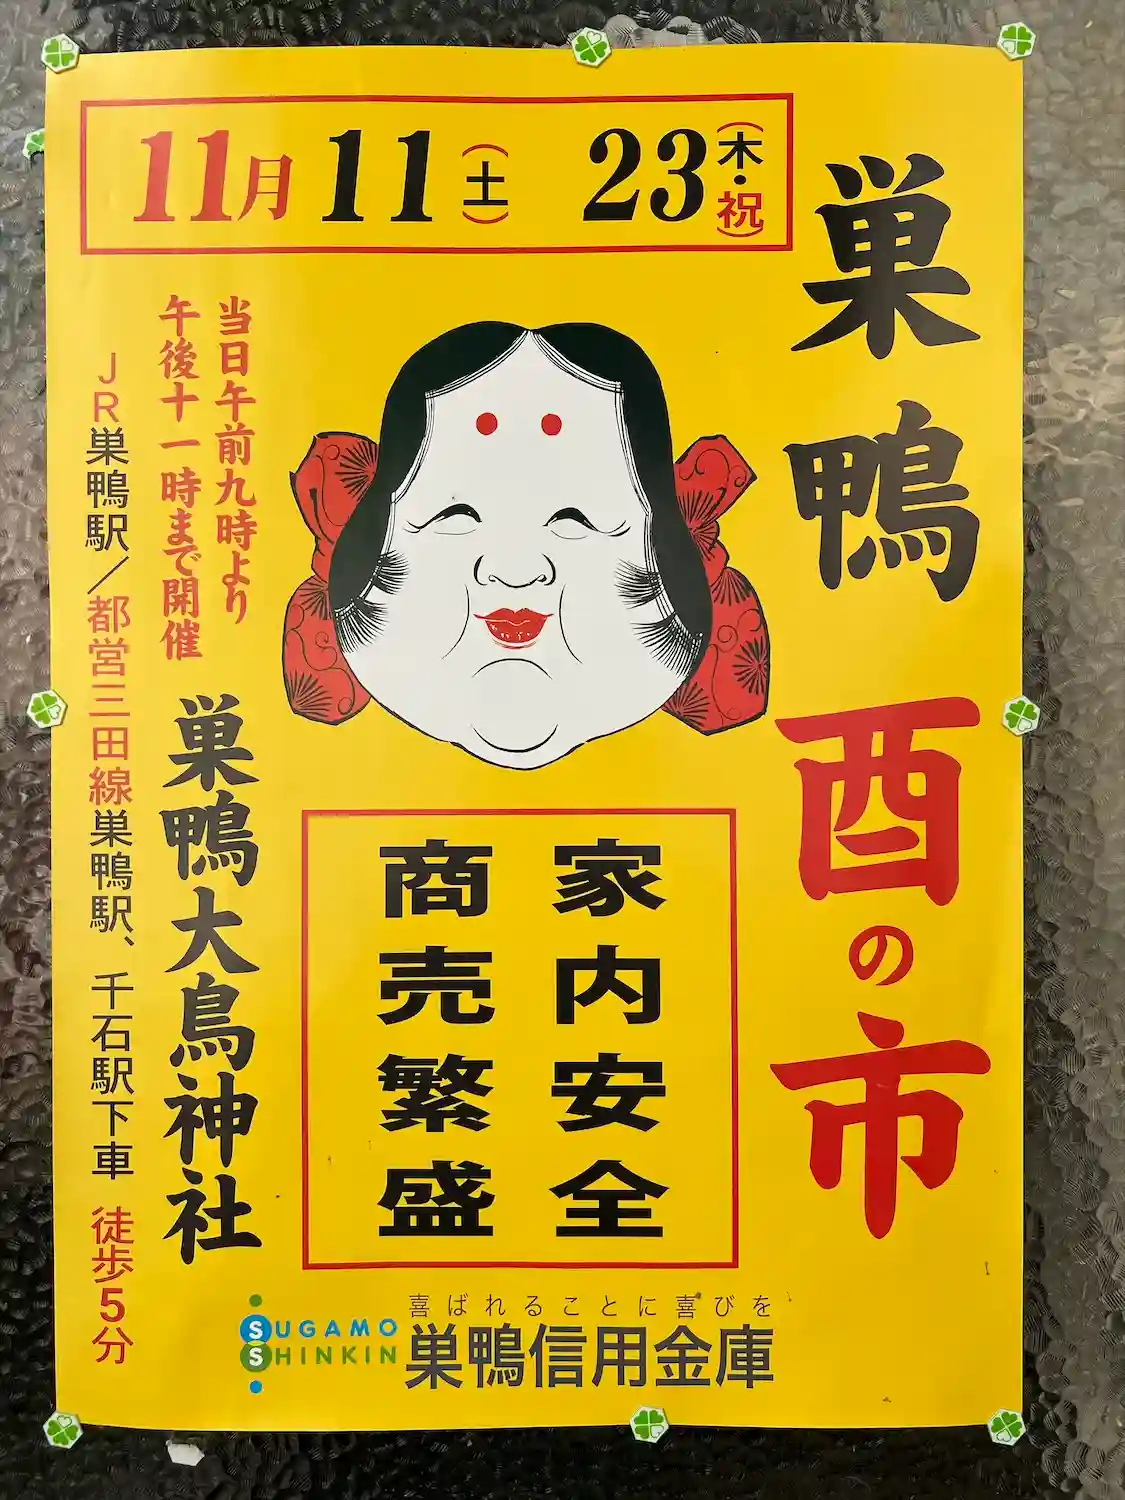 11月11(土) 23(木・祝)
巣鴨 酉の市
家内安全
商売繁盛
当日午前九時より
午後十一時まで開催
巣鴨大鳥神社
JR巣鴨駅／都営三田線巣鴨駅、千石駅下車 徒歩5分
SUGAMO
SHINKIN
喜ばれることに喜びを
巣鴨信用金庫